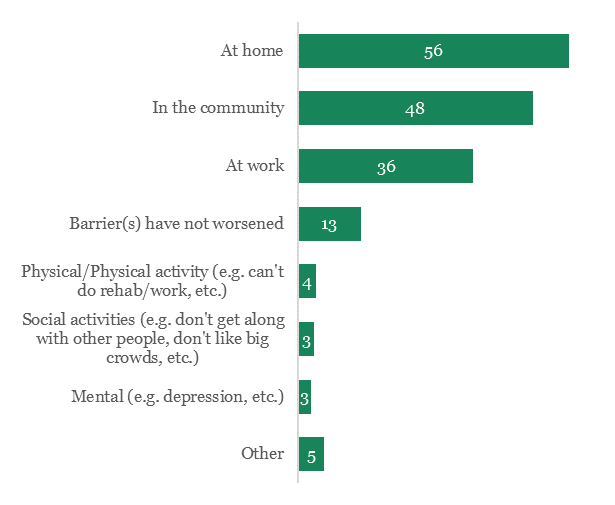 At home
56
In the community
48
At work
36
Barrier(s) have not worsened
13
Physical/Physical activity (e.g. can't
do rehab/work, etc.)
4
Social activities (e.g. don't get along
with other people, don't like big
crowds, etc.)
3
Mental (e.g. depression, etc.)
3
Other
5